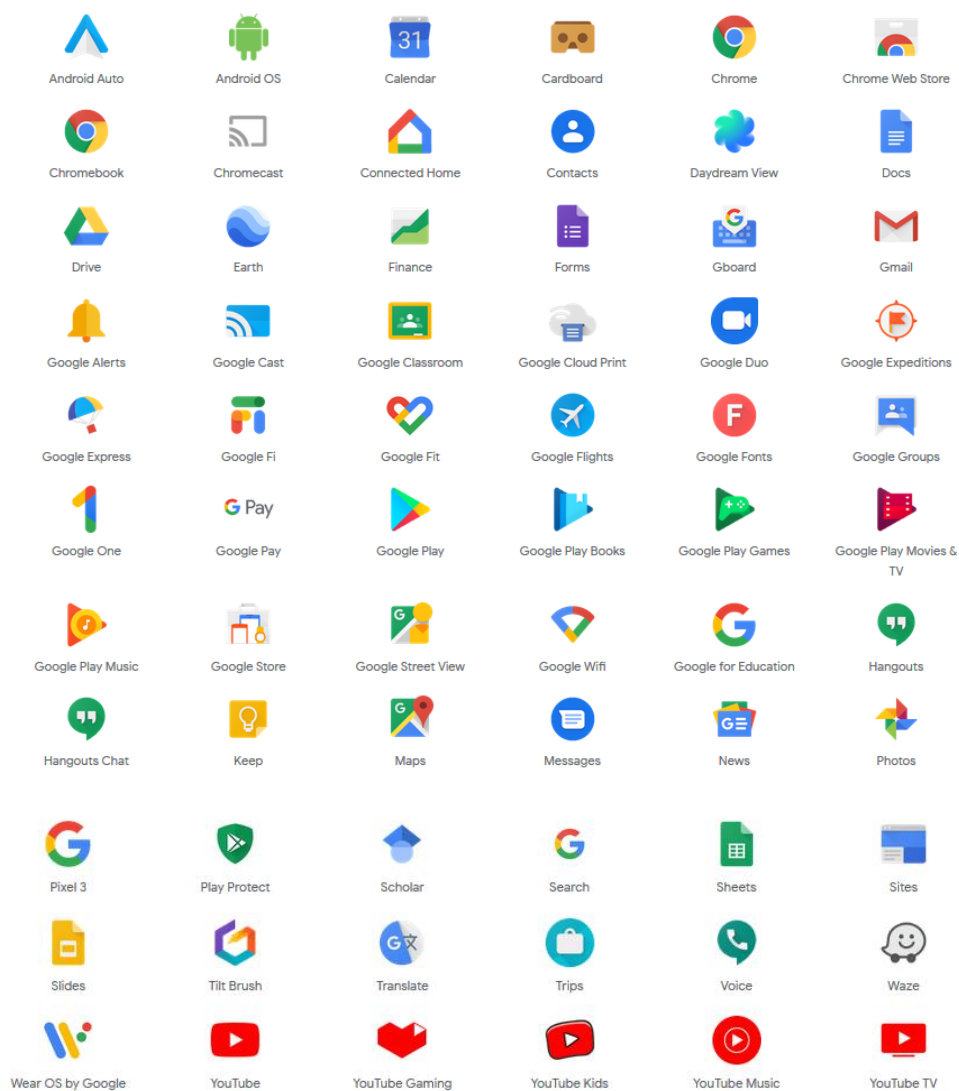 31
Android Auto Android OS Calendar Cardboard Chrome Chrome Web Store
Chromebook Chromecast Connected Home Contacts Daydream View Docs
G
Drive Earth Finance Forms Gboard Gmail
Google Alerts Google Cast Google Classroom Google Cloud Print Google Duo Google Expeditions
F
Google Express Google Fi Google Fit Google Flights Google Fonts Google Groups
G Pay
Google One Google Pay Google Play Google Play Books Google Play Games Google Play Movies &
TV
G G
Google Play Music Google Store Google Street View Google Wifi Google for Education Hangouts
G G
Hangouts Chat Keep Maps Messages News Photos
G G
Pixel 3 Play Protect Scholar Search Sheets Sites
G文
Slides Tilt Brush Translate Trips Voice Waze
Wear OS by Google YouTube YouTube Gaming YouTube Kids YouTube Music YouTube TV